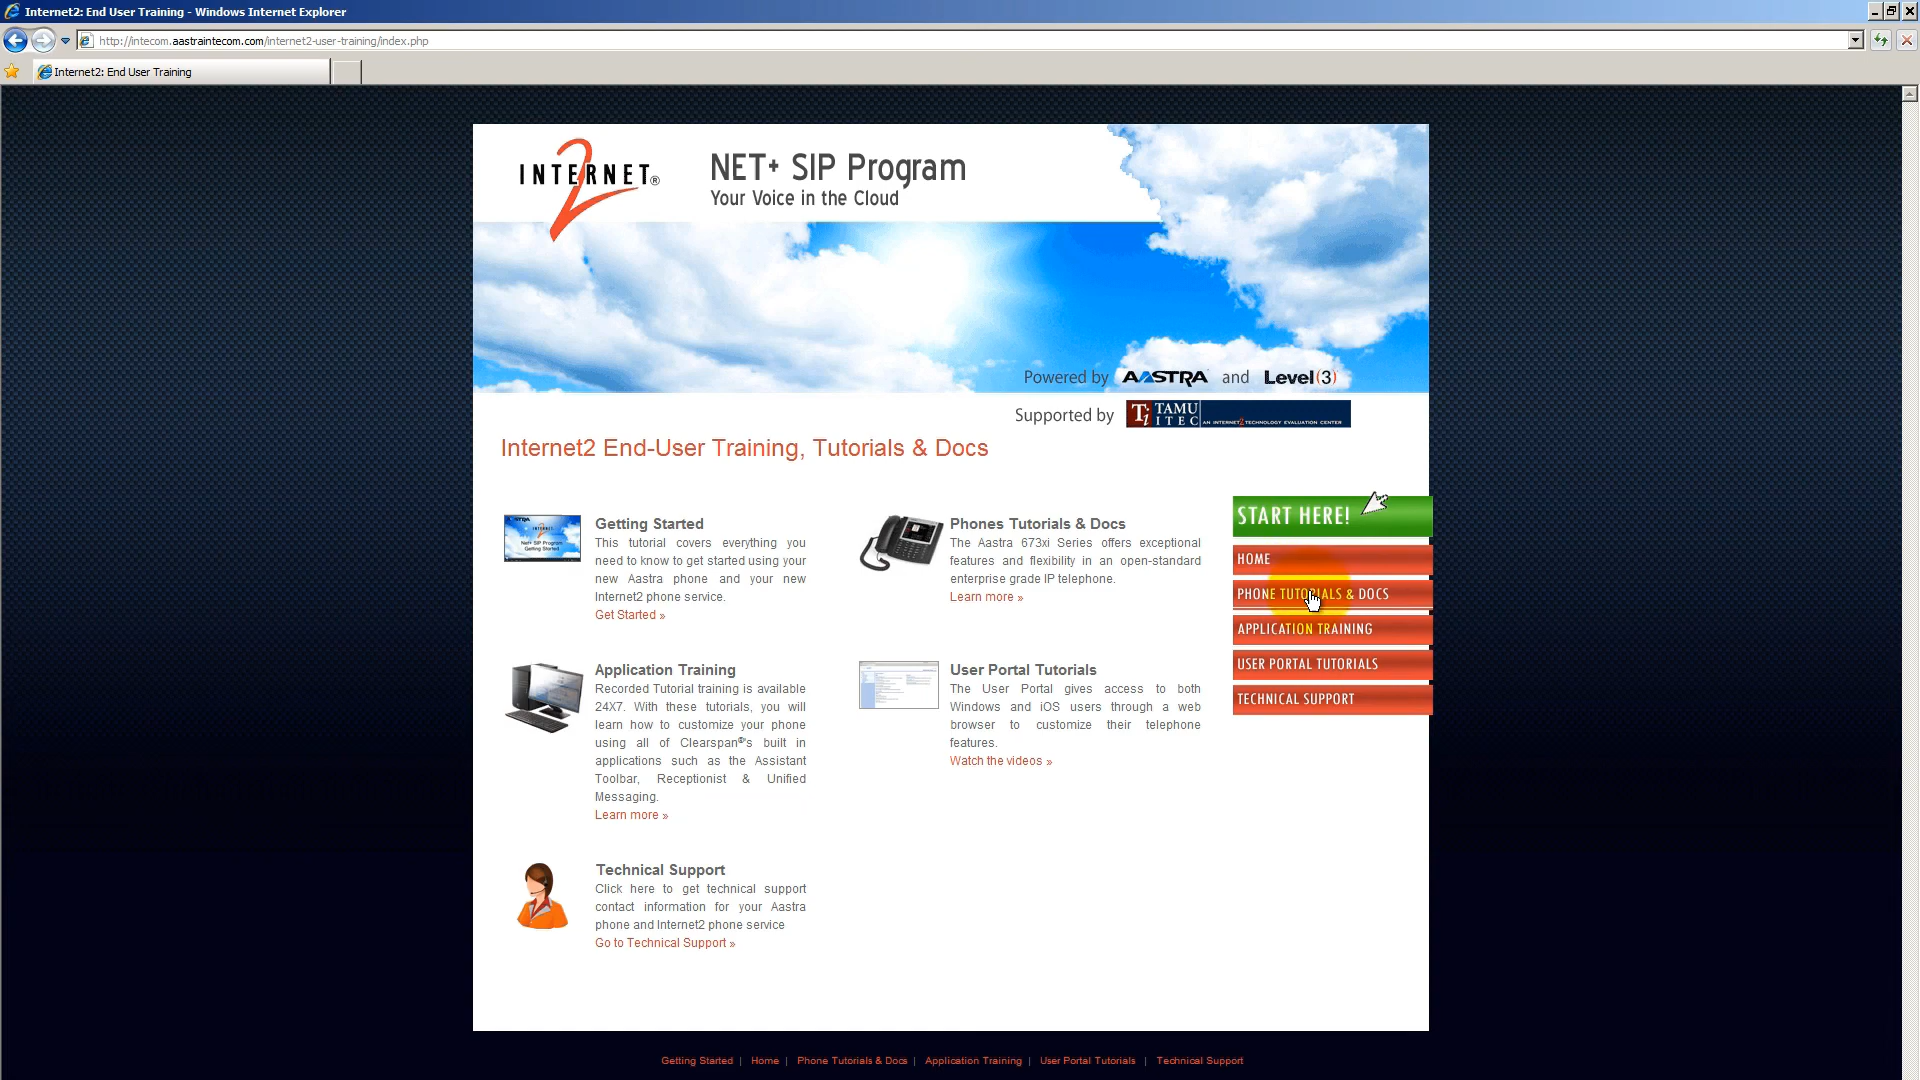 Internet2: End User Training - Windows Internet Explorer
http://intecom.aastraintecom.com/internet2-user-training/index.php
Internet2: End User Training
INTERNET® 2
NET+ SIP Program
Your Voice in the Cloud
Powered by AASTRA and Level(3)
Supported by Ti TAMU ITEC AN INTERNET2 TECHNOLOGY EVALUATION CENTER
Internet2 End-User Training, Tutorials & Docs
Getting Started
This tutorial covers everything you
need to know to get started using your
new Aastra phone and your new
Internet2 phone service.
Get Started »
Phones Tutorials & Docs
The Aastra 673xi Series offers exceptional
features and flexibility in an open-standard
enterprise grade IP telephone.
Learn more »
Application Training
Recorded Tutorial training is available
24X7. With these tutorials, you will
learn how to customize your phone
using all of Clearspan®'s built in
applications such as the Assistant
Toolbar, Receptionist & Unified
Messaging.
Learn more »
User Portal Tutorials
The User Portal gives access to both
Windows and iOS users through a web
browser to customize their telephone
features.
Watch the videos »
Technical Support
Click here to get technical support
contact information for your Aastra
phone and Internet2 phone service
Go to Technical Support »
START HERE!
HOME
PHONE TUTORIALS & DOCS
APPLICATION TRAINING
USER PORTAL TUTORIALS
TECHNICAL SUPPORT
Getting Started | Home | Phone Tutorials & Docs | Application Training | User Portal Tutorials | Technical Support